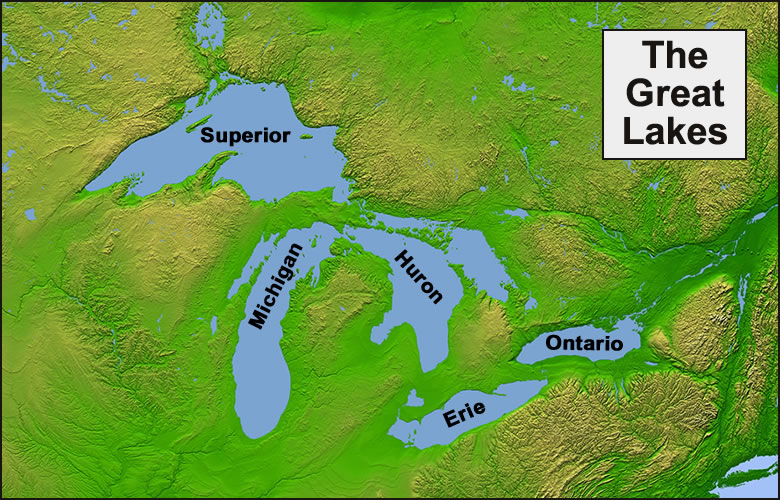 The
Great
Lakes
Superior
Michigan
Huron
Ontario
Erie